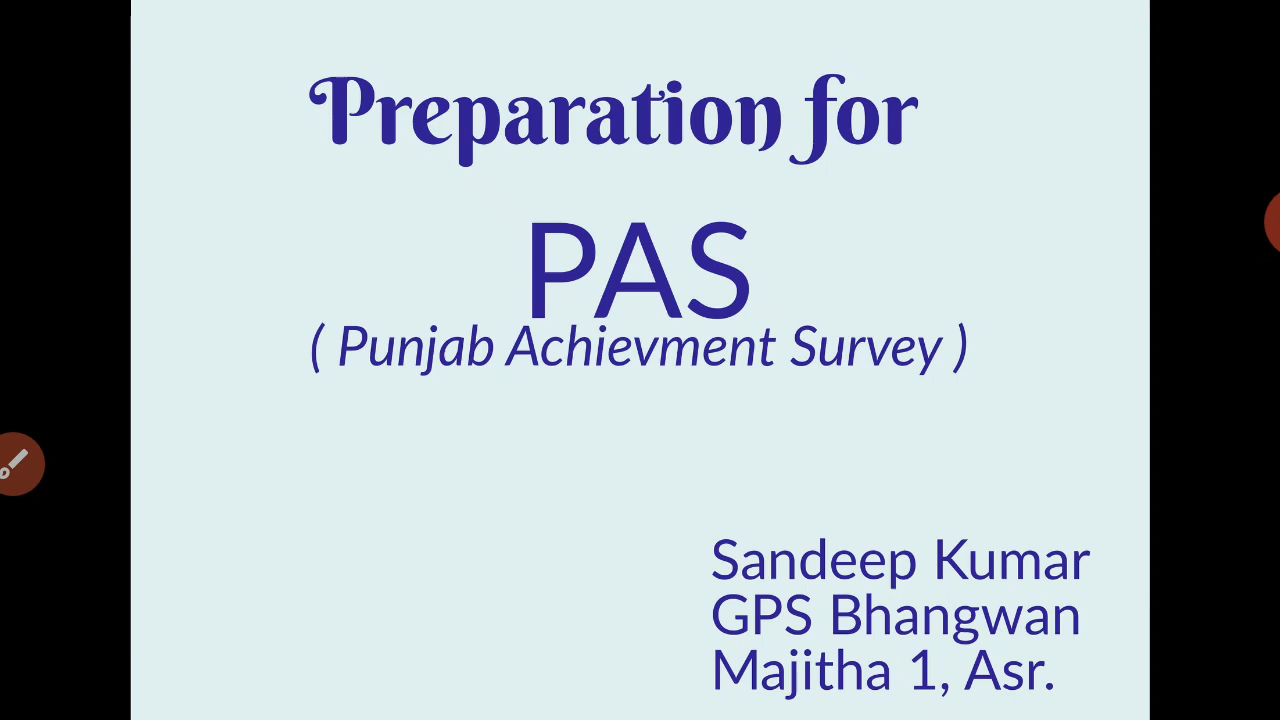 Preparation for
PAS
( Punjab Achievment Survey )
Sandeep Kumar
GPS Bhangwan
Majitha 1, Asr.